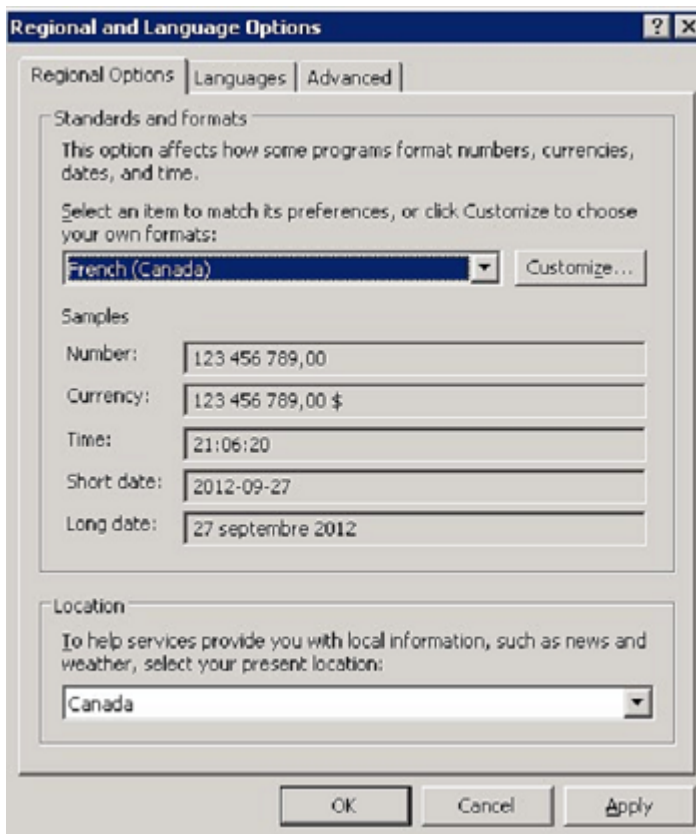 Regional and Language Options
Regional Options Languages Advanced
Standards and formats
This option affects how some programs format numbers, currencies,
dates, and time.
Select an item to match its preferences, or click Customize to choose
your own formats:
French (Canada) Customize...
Samples
Number: 123 456 789,00
Currency: 123 456 789,00 $
Time: 21:06:20
Short date: 2012-09-27
Long date: 27 septembre 2012
Location
To help services provide you with local information, such as news and
weather, select your present location:
Canada
OK Cancel Apply